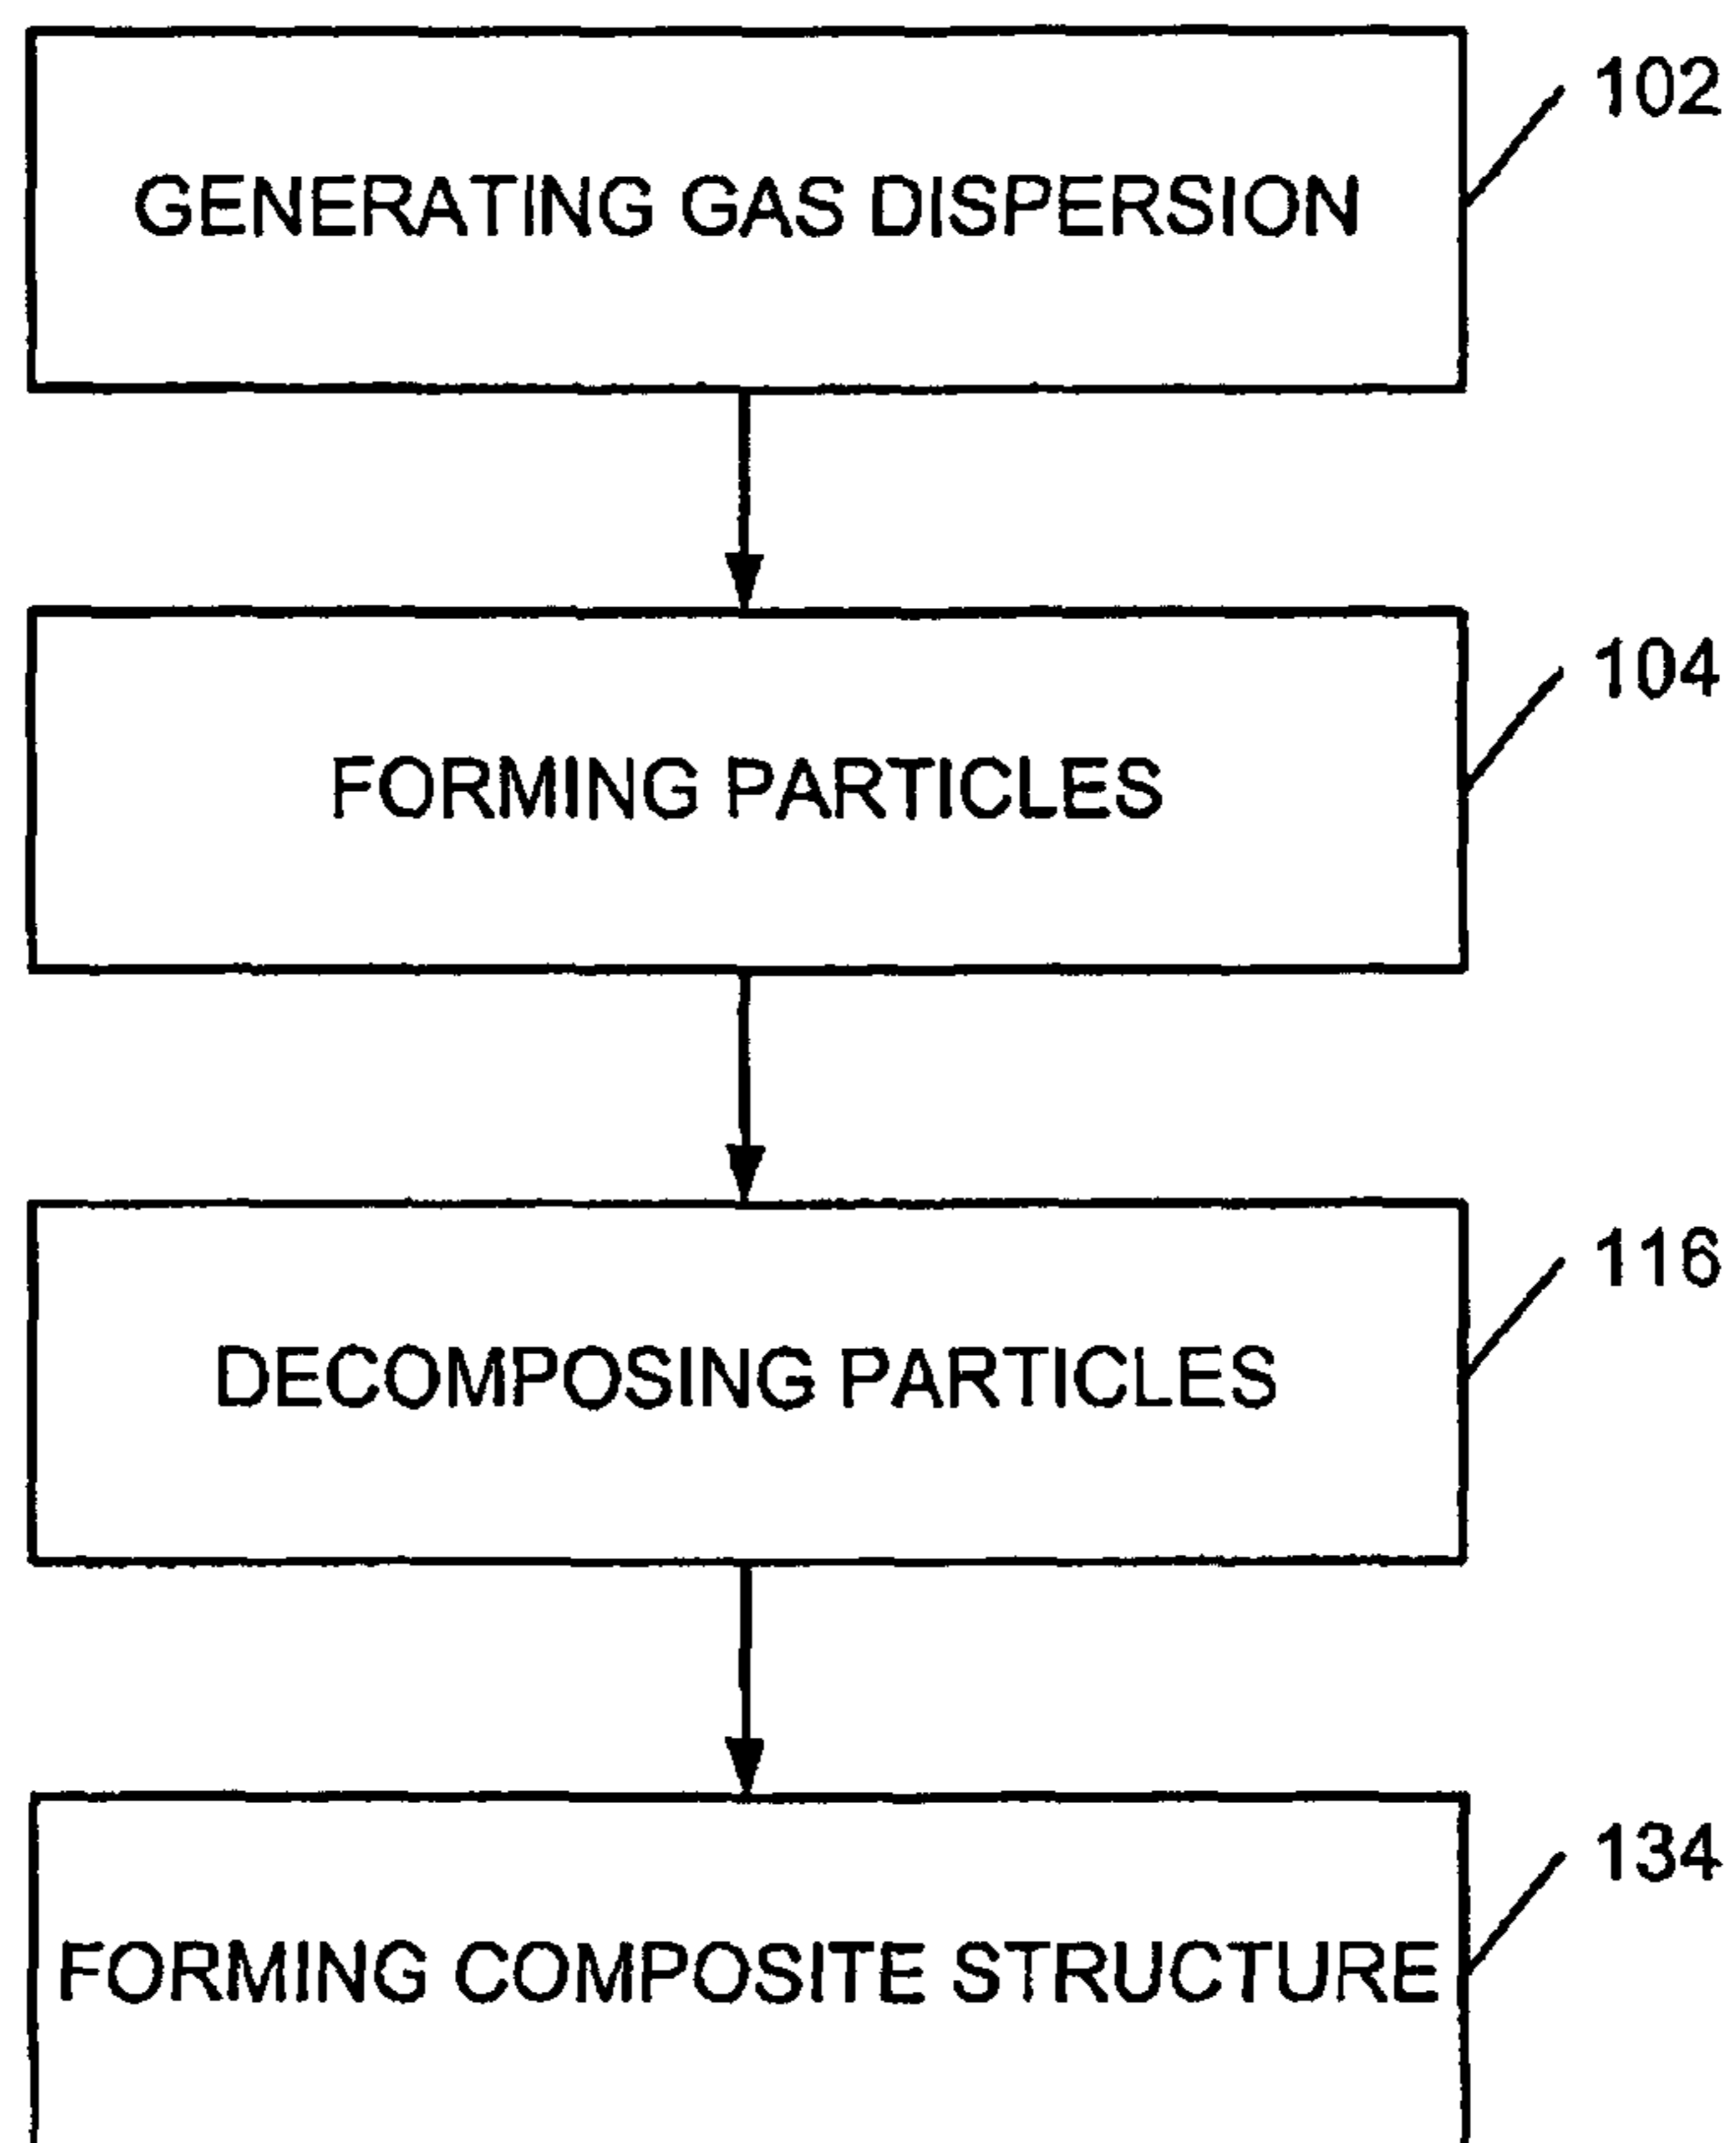 102
GENERATING GAS DISPERSION
104
FORMING PARTICLES
116
DECOMPOSING PARTICLES
134
FORMING COMPOSITE STRUCTURE